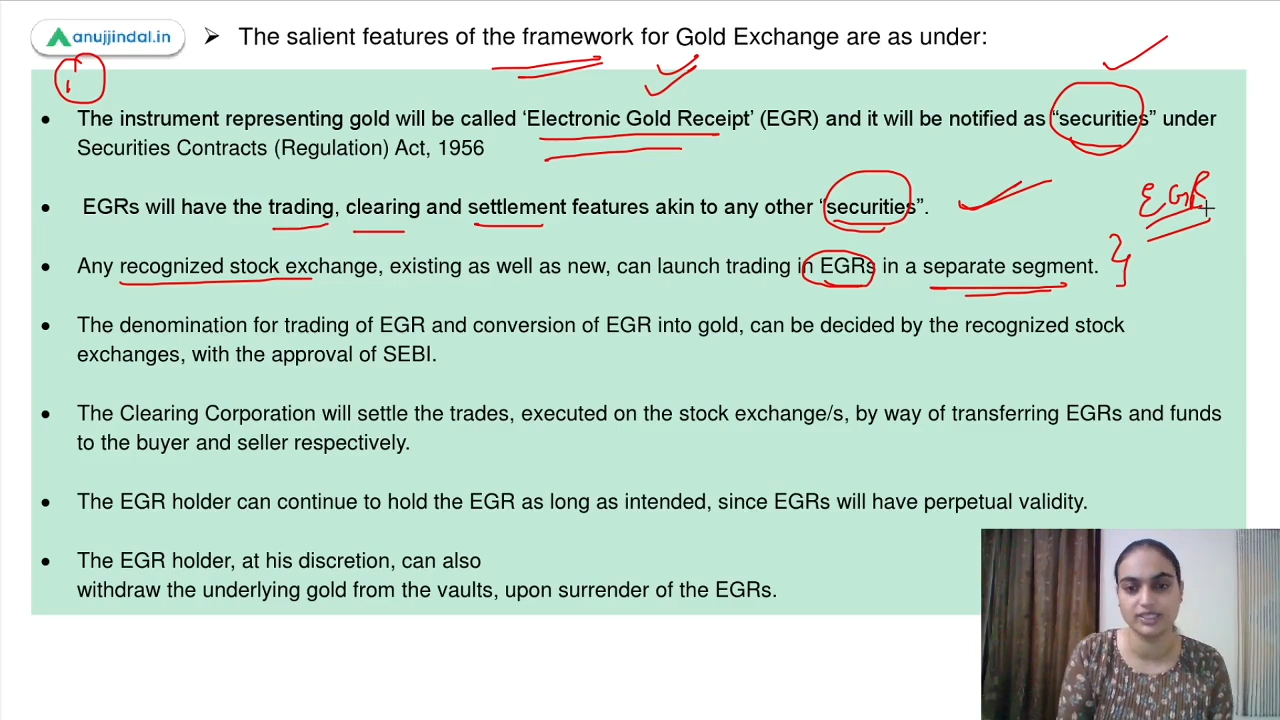 anujjindal.in
➢ The salient features of the framework for Gold Exchange are as under:
• The instrument representing gold will be called ‘Electronic Gold Receipt’ (EGR) and it will be notified as “securities” under
Securities Contracts (Regulation) Act, 1956
• EGRs will have the trading, clearing and settlement features akin to any other “securities”.
EGR
• Any recognized stock exchange, existing as well as new, can launch trading in EGRs in a separate segment.
• The denomination for trading of EGR and conversion of EGR into gold, can be decided by the recognized stock
exchanges, with the approval of SEBI.
• The Clearing Corporation will settle the trades, executed on the stock exchange/s, by way of transferring EGRs and funds
to the buyer and seller respectively.
• The EGR holder can continue to hold the EGR as long as intended, since EGRs will have perpetual validity.
• The EGR holder, at his discretion, can also
withdraw the underlying gold from the vaults, upon surrender of the EGRs.